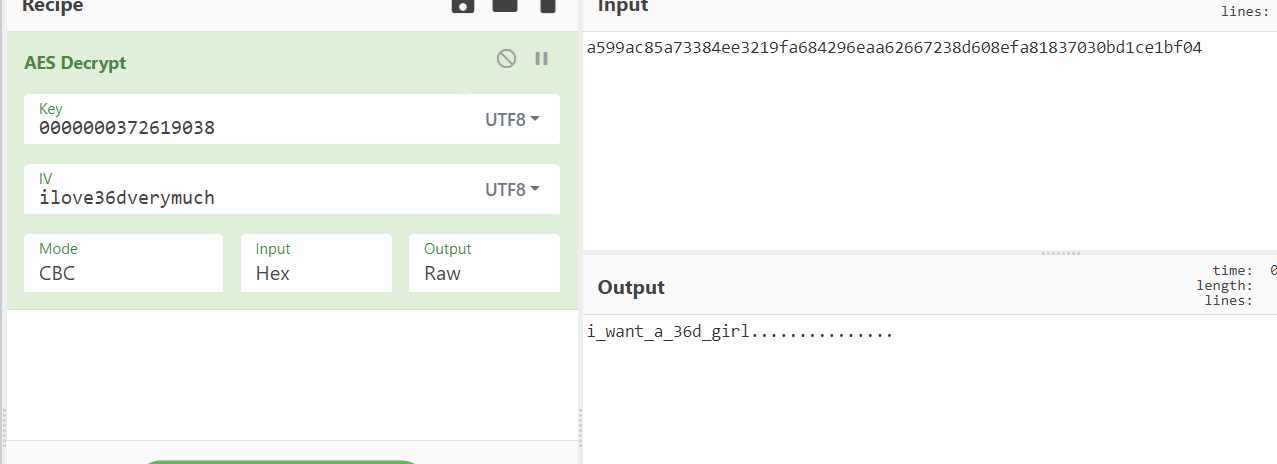 Recipe
AES Decrypt
Key
0000000372619038
UTF8
IV
ilove36dverymuch
UTF8
Mode
CBC
Input
Hex
Output
Raw
Input
lines:
a599ac85a73384ee3219fa684296eaa62667238d608efa81837030bd1ce1bf04
Output
time: 0
length:
lines:
i_want_a_36d_girl...............